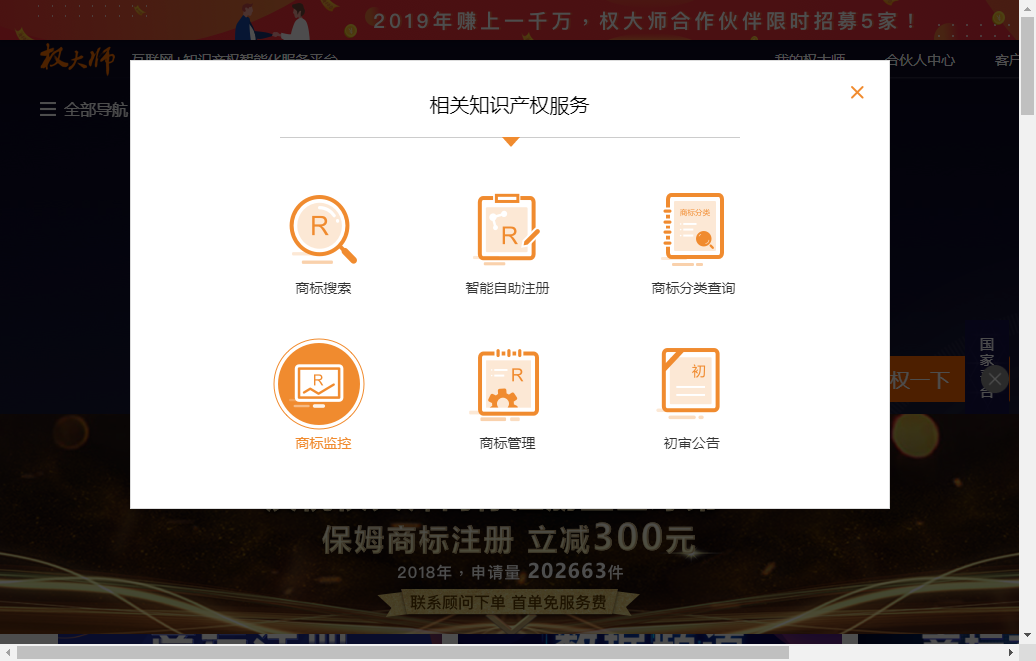 2019年赚上一千万，权大师合作伙伴限时招募5家！
权大师
互联网+知识产权智能化服务平台
我的权大师
合伙人中心
客户
全部导航
相关知识产权服务
R
R
商标分类
商标搜索
智能自助注册
商标分类查询
R
R
初
商标监控
商标管理
初审公告
国家
权一下
保姆商标注册 立减300元
2018年，申请量 202663件
联系顾问下单 首单免服务费